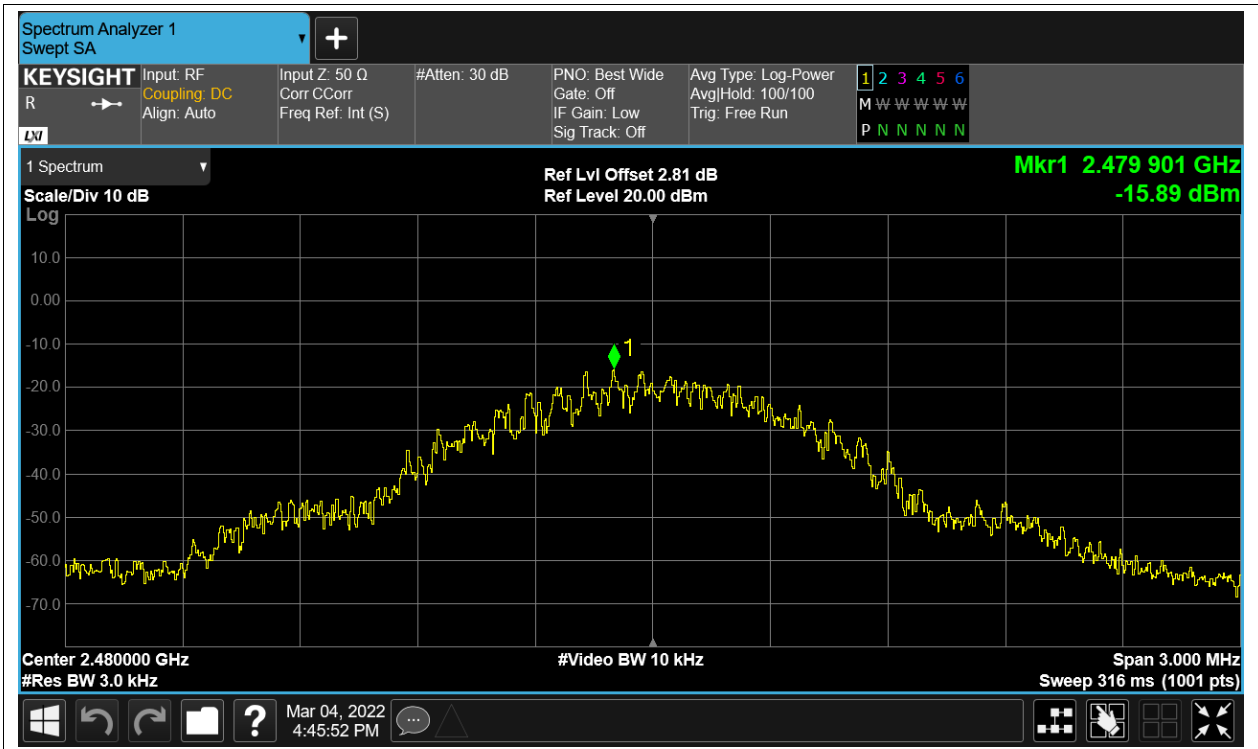 Spectrum Analyzer 1
Swept SA
KEYSIGHT
R
LXI
Input: RF
Coupling: DC
Align: Auto
Input Z: 50 Ω
Corr CCorr
Freq Ref: Int (S)
#Atten: 30 dB
PNO: Best Wide
Gate: Off
IF Gain: Low
Sig Track: Off
Avg Type: Log-Power
Avg|Hold: 100/100
Trig: Free Run
1 2 3 4 5 6
M W W W W W W
P N N N N N N
1 Spectrum
Scale/Div 10 dB
Log
Ref Lvl Offset 2.81 dB
Ref Level 20.00 dBm
Mkr1 2.479 901 GHz
-15.89 dBm
10.0
0.00
-10.0
1
-20.0
-30.0
-40.0
-50.0
-60.0
-70.0
Center 2.480000 GHz
#Res BW 3.0 kHz
#Video BW 10 kHz
Span 3.000 MHz
Sweep 316 ms (1001 pts)
?
Mar 04, 2022
4:45:52 PM